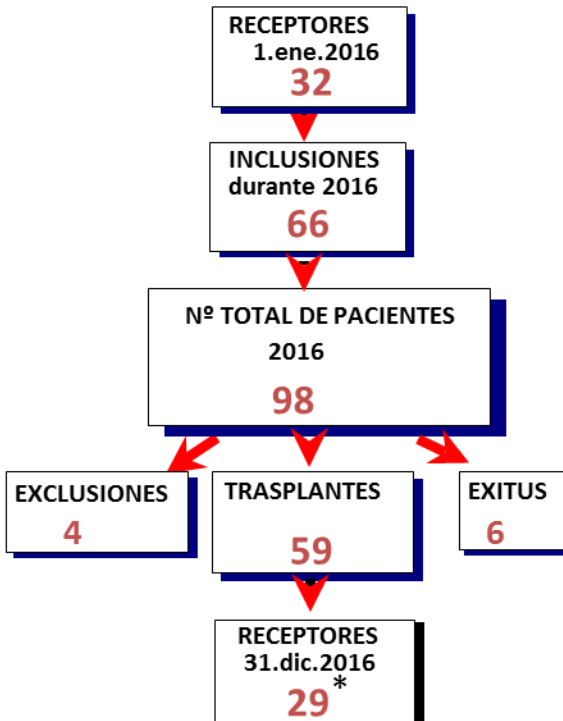 RECEPTORES
1.ene.2016
32
INCLUSIONES
durante 2016
66
Nº TOTAL DE PACIENTES
2016
98
EXCLUSIONES
4
TRASPLANTES
59
EXITUS
6
RECEPTORES
31.dic.2016
29*